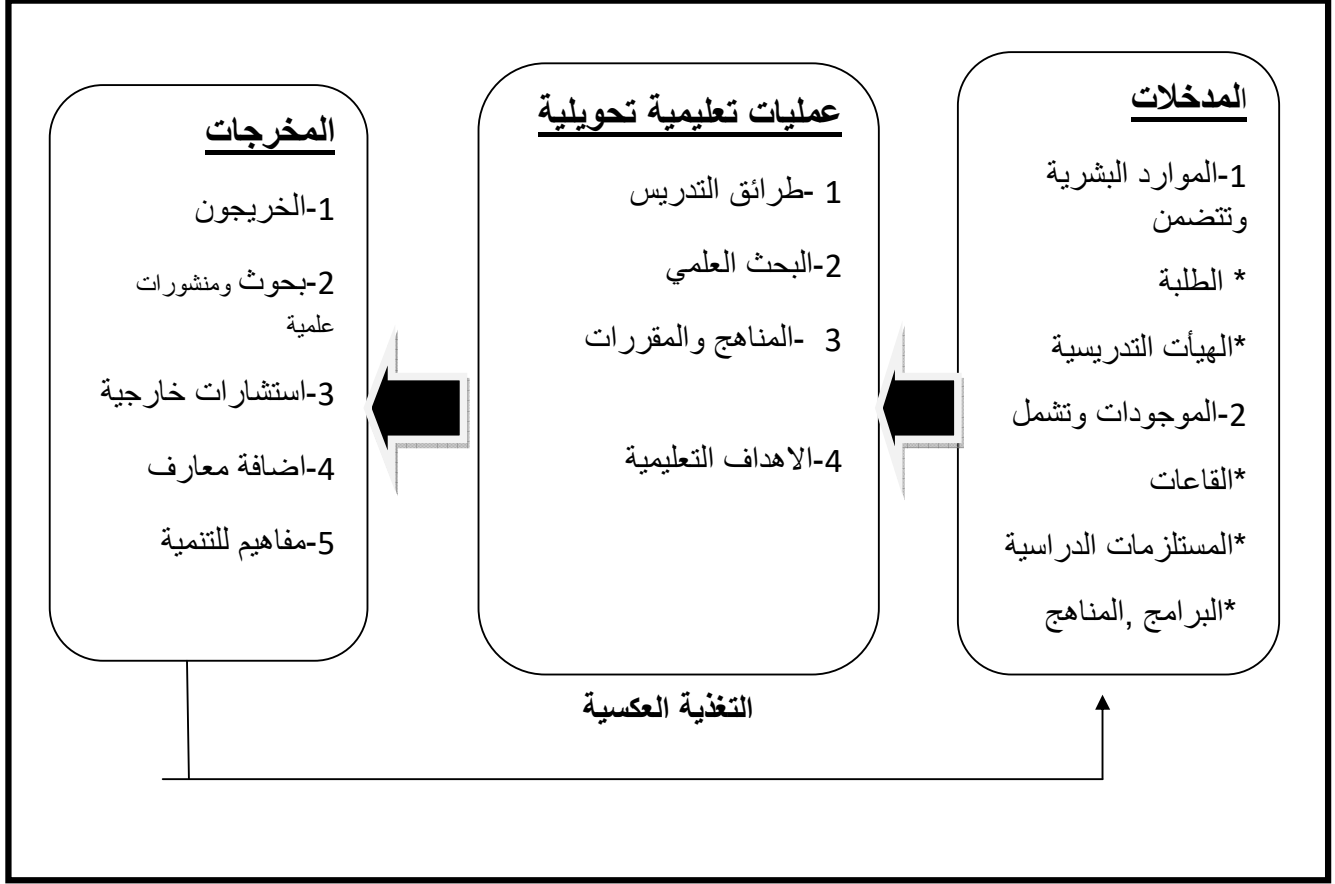 المدخلات
1-الموارد البشرية
وتتضمن
* الطلبة
*الهيأت التدريسية
2-الموجودات وتشمل
*القاعات
*المستلزمات الدراسية
*البرامج ,المناهج
عمليات تعليمية تحويلية
1 -طرائق التدريس
2-البحث العلمي
3 -المناهج والمقررات
4-الاهداف التعليمية
المخرجات
1-الخريجون
2-بحوث ومنشورات
علمية
3-استشارات خارجية
4-اضافة معارف
5-مفاهيم للتنمية
التغذية العكسية